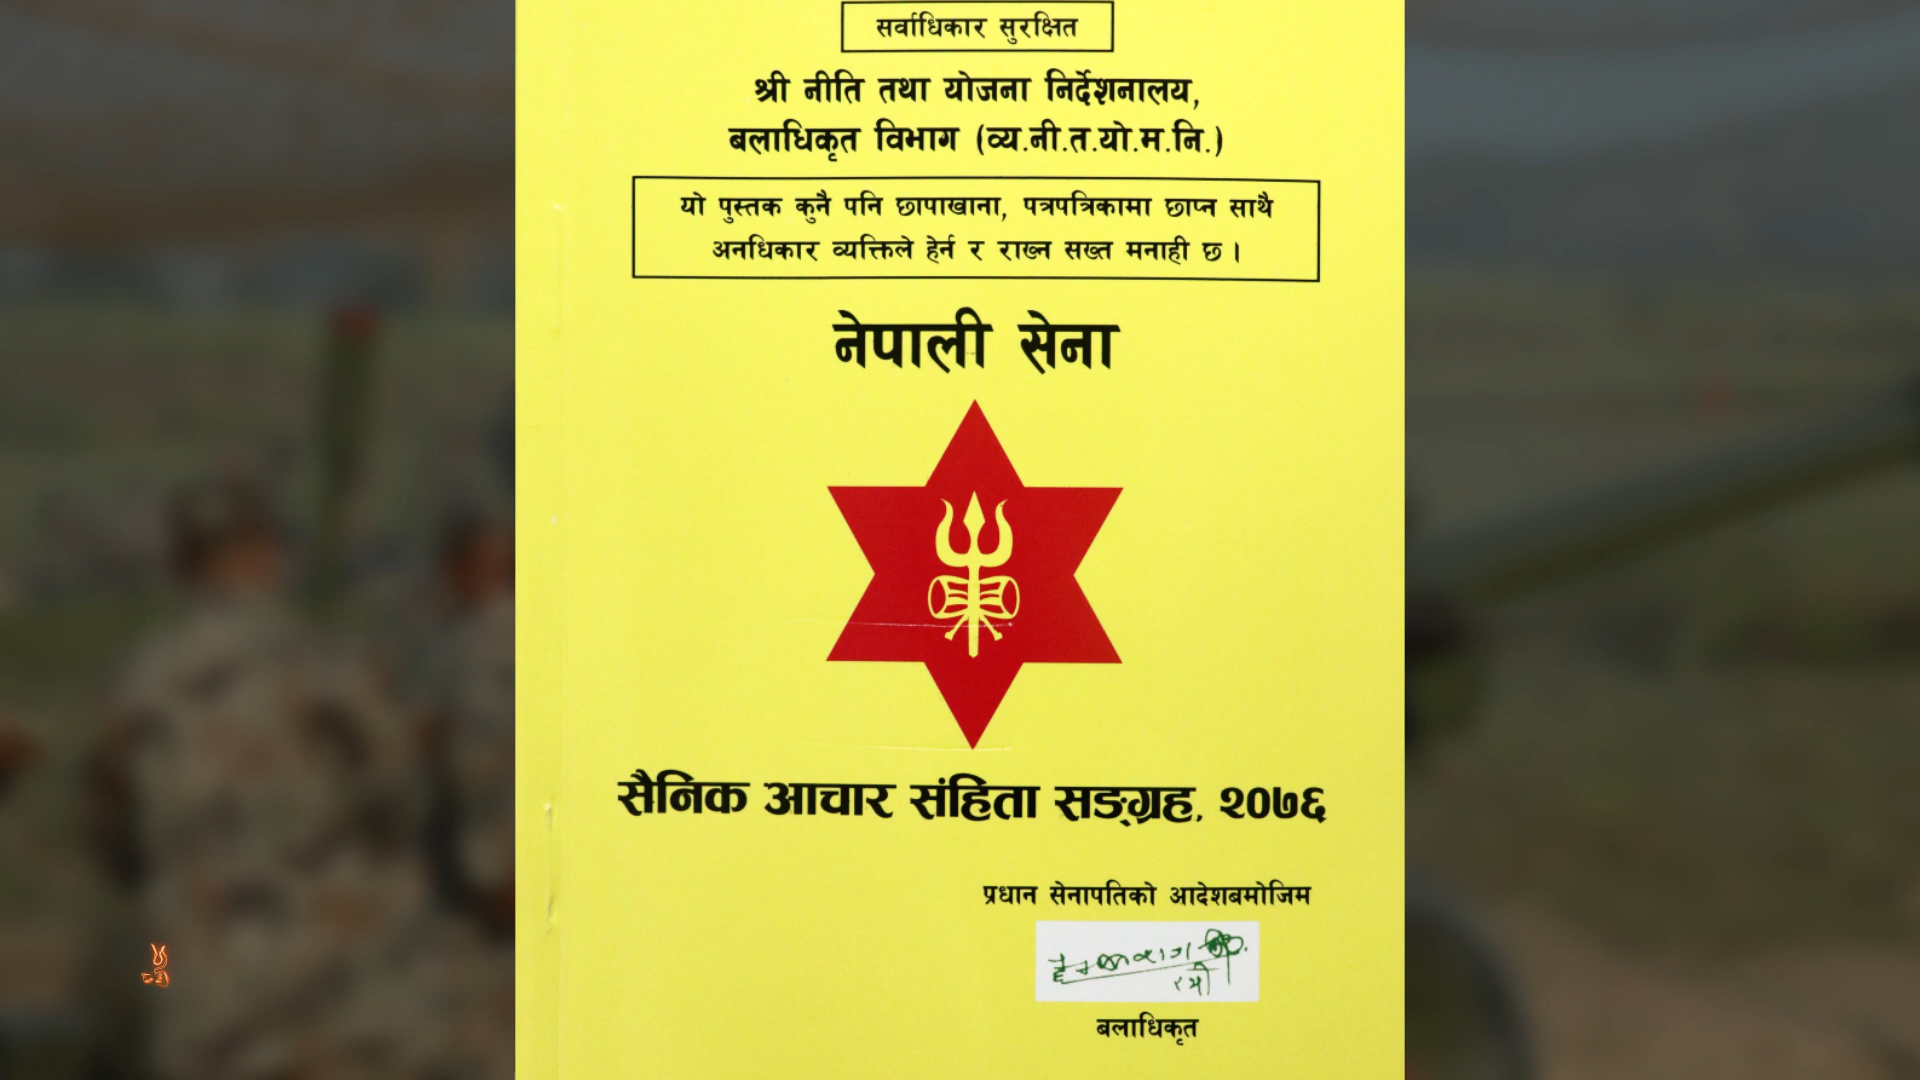 सर्वाधिकार सुरक्षित
श्री नीति तथा योजना निर्देशनालय,
बलाधिकृत विभाग (व्य.नी.त.यो.म.नि.)
यो पुस्तक कुनै पनि छापाखाना, पत्रपत्रिकामा छाप्न साथै
अनधिकार व्यक्तिले हेर्न र राख्न सख्त मनाही छ ।
नेपाली सेना
सैनिक आचार संहिता सङ्ग्रह, २०७६
प्रधान सेनापतिको आदेशबमोजिम
बलाधिकृत